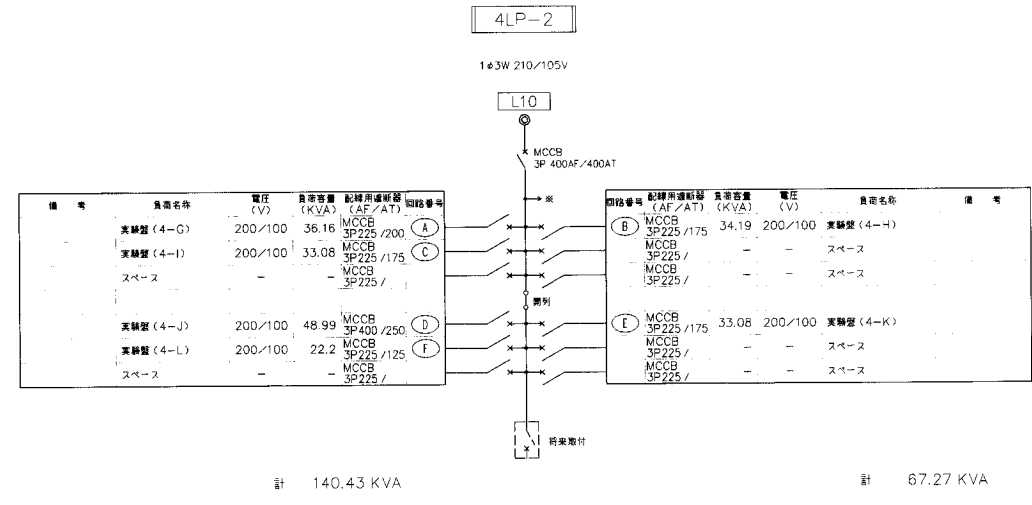 4LP-2
1φ3W 210/105V
L10
MCCB
3P 400AF/400AT
※
備 考 負荷名称 電圧(V) 負荷容量(KVA) 配線用遮断器(AF/AT) 回路番号
実験盤(4-G) 200/100 36.16 MCCB 3P225/200 A
実験盤(4-I) 200/100 33.08 MCCB 3P225/175 C
スペース - - MCCB 3P225/
実験盤(4-J) 200/100 48.99 MCCB 3P400/250 D
実験盤(4-L) 200/100 22.2 MCCB 3P225/125 F
スペース - - MCCB 3P225/
回路番号 配線用遮断器(AF/AT) 負荷容量(KVA) 電圧(V) 負荷名称 備 考
B MCCB 3P225/175 34.19 200/100 実験盤(4-H)
MCCB 3P225/ - - スペース
MCCB 3P225/ - - スペース
E MCCB 3P225/175 33.08 200/100 実験盤(4-K)
MCCB 3P225/ - - スペース
MCCB 3P225/ - - スペース
将来取付
計 140.43 KVA
計 67.27 KVA